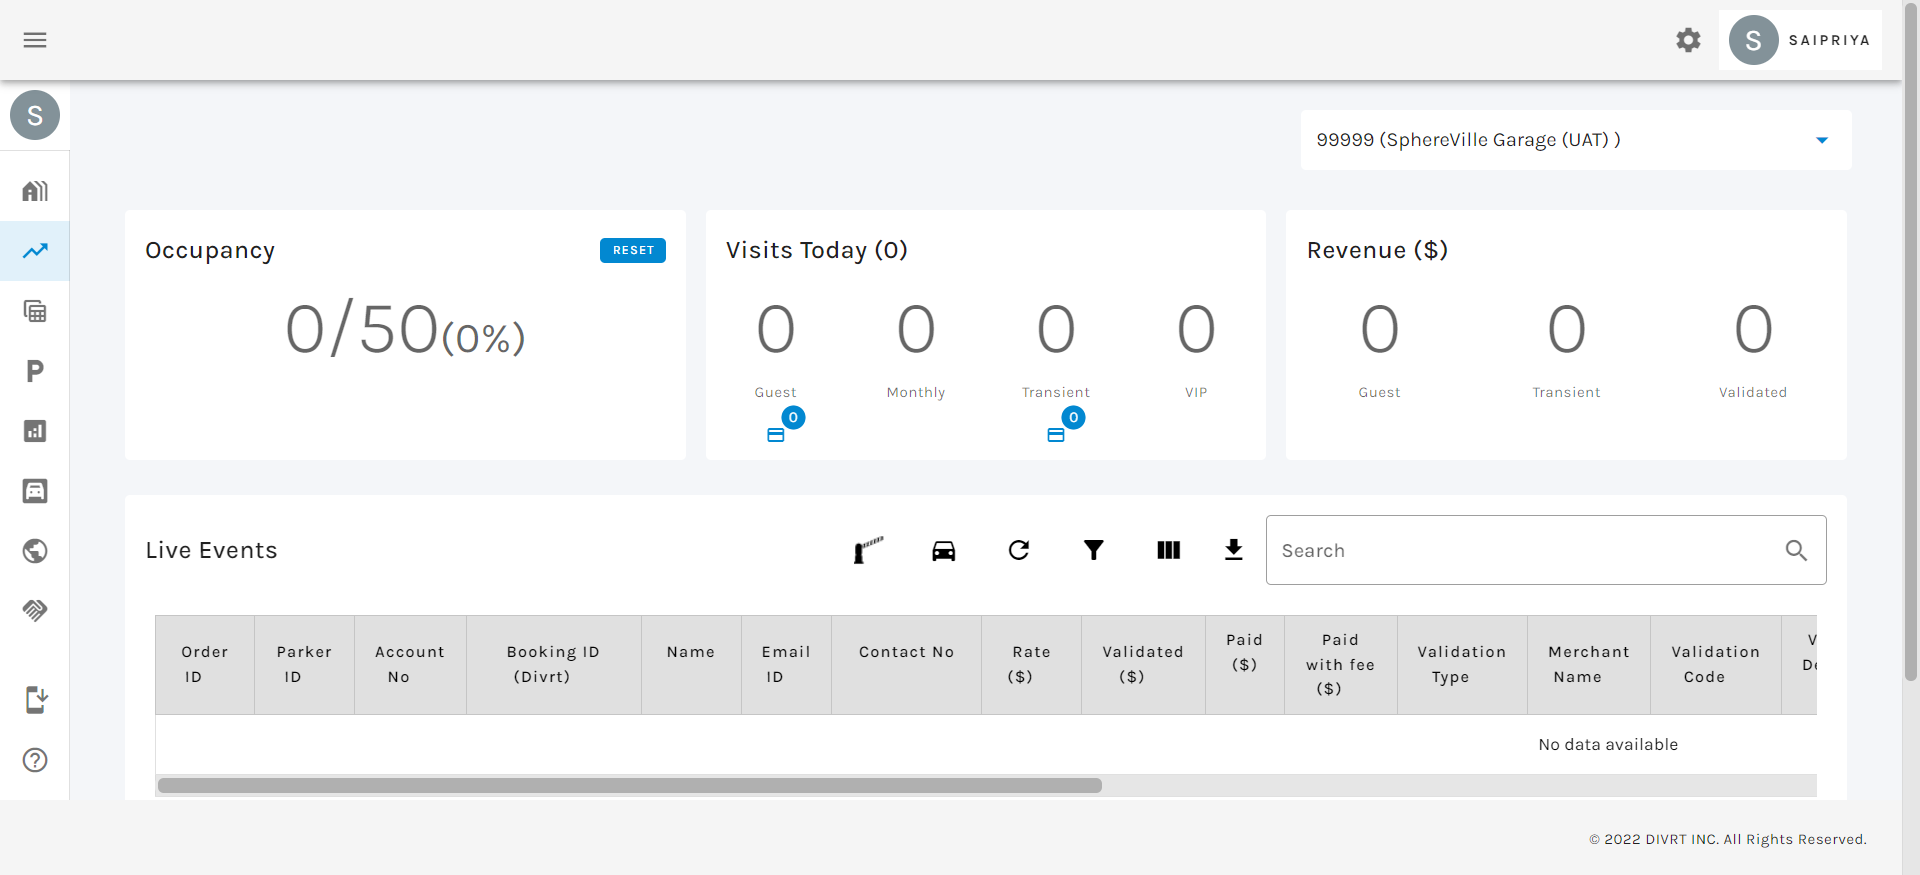 S SAIPRIYA
S
99999 (SphereVille Garage (UAT) )
Occupancy
RESET
0/50(0%)
Visits Today (0)
0 0 0 0
Guest Monthly Transient VIP
0 0
Revenue ($)
0 0 0
Guest Transient Validated
P
Live Events
Search
Order ID
Parker ID
Account No
Booking ID (Divrt)
Name
Email ID
Contact No
Rate ($)
Validated ($)
Paid ($)
Paid with fee ($)
Validation Type
Merchant Name
Validation Code
No data available
© 2022 DIVRT INC. All Rights Reserved.